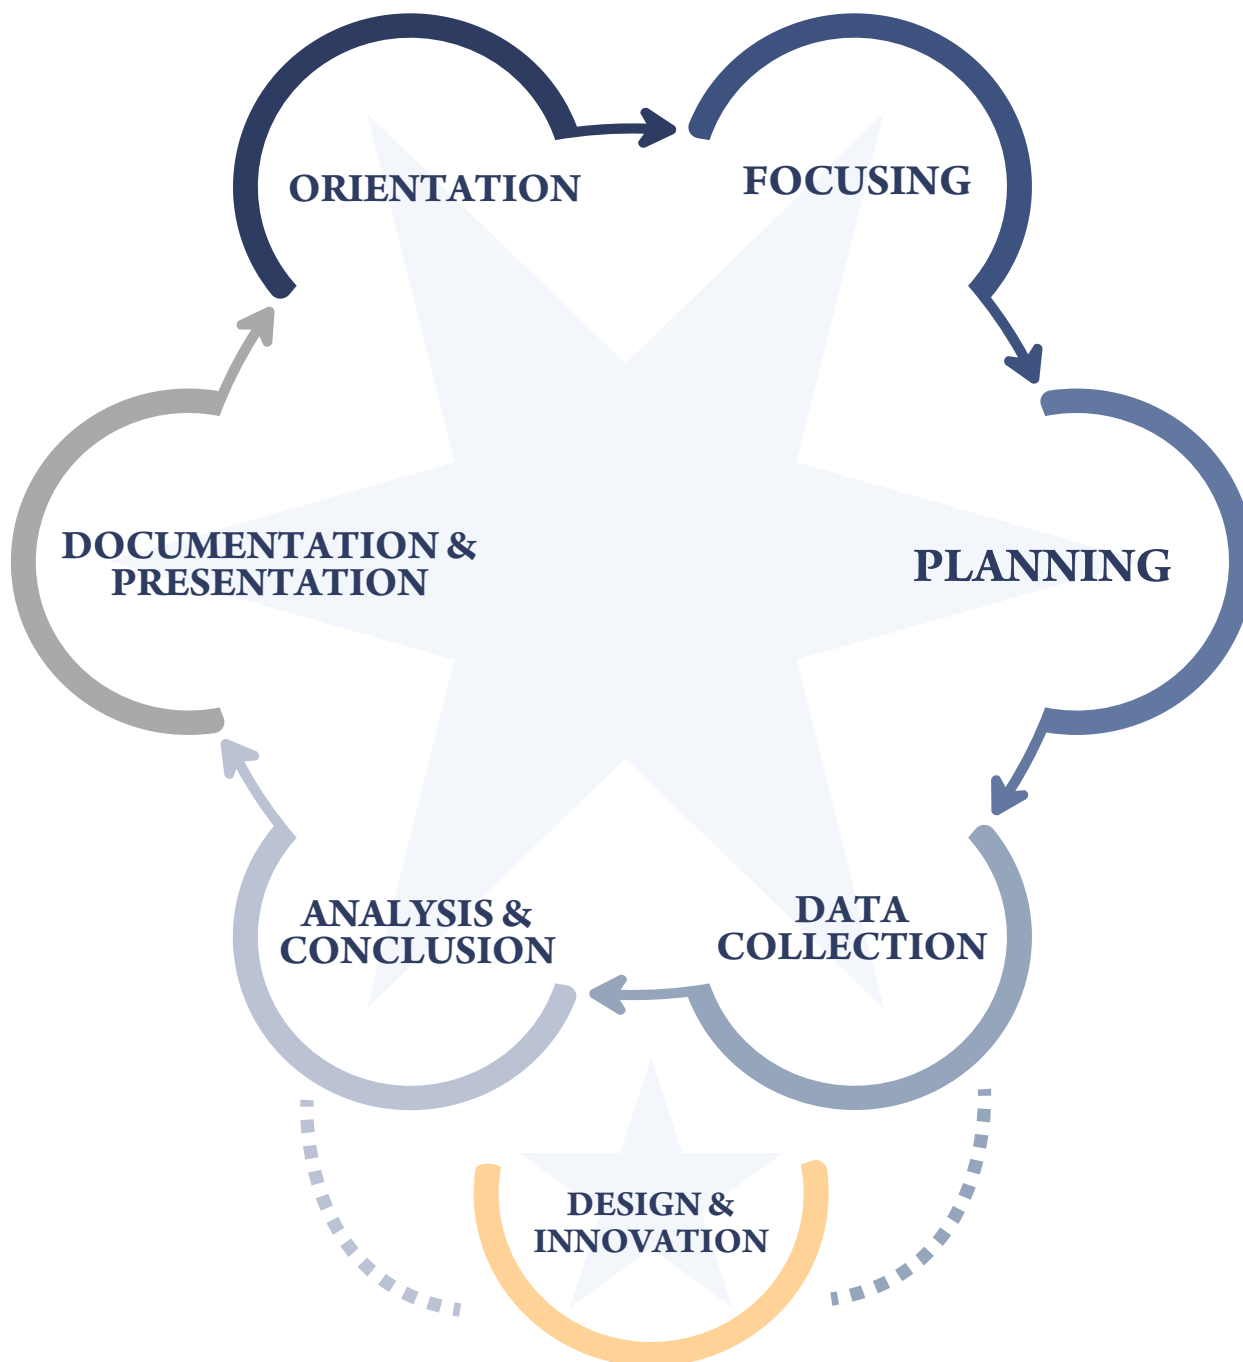 ORIENTATION
FOCUSING
PLANNING
DATA
COLLECTION
ANALYSIS &
CONCLUSION
DOCUMENTATION &
PRESENTATION
DESIGN &
INNOVATION